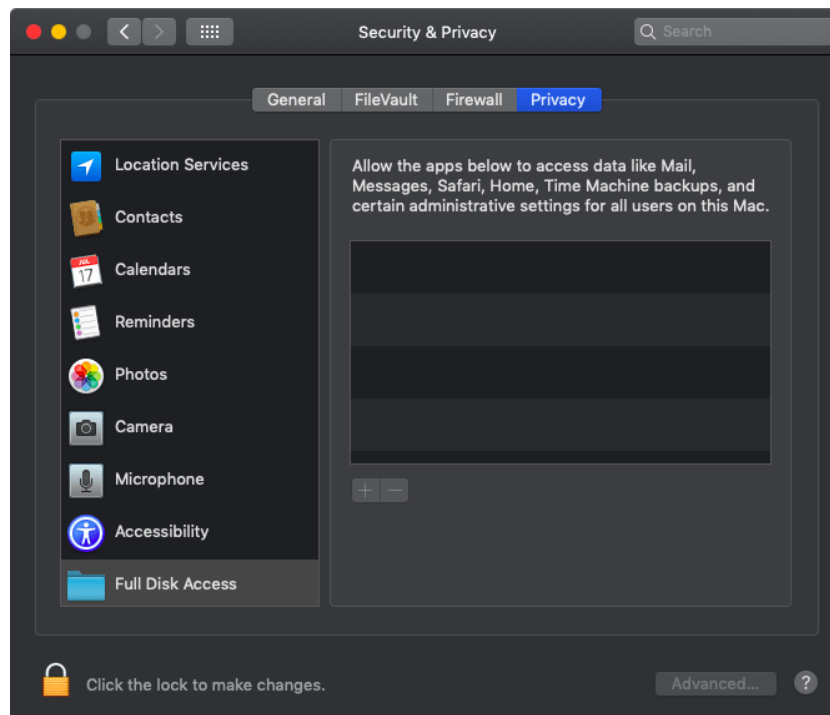 Security & Privacy
Search
General
FileVault
Firewall
Privacy
Location Services
Contacts
JUL
17
Calendars
Reminders
Photos
Camera
Microphone
Accessibility
Full Disk Access
Allow the apps below to access data like Mail,
Messages, Safari, Home, Time Machine backups, and
certain administrative settings for all users on this Mac.
+
−
Click the lock to make changes.
Advanced...
?